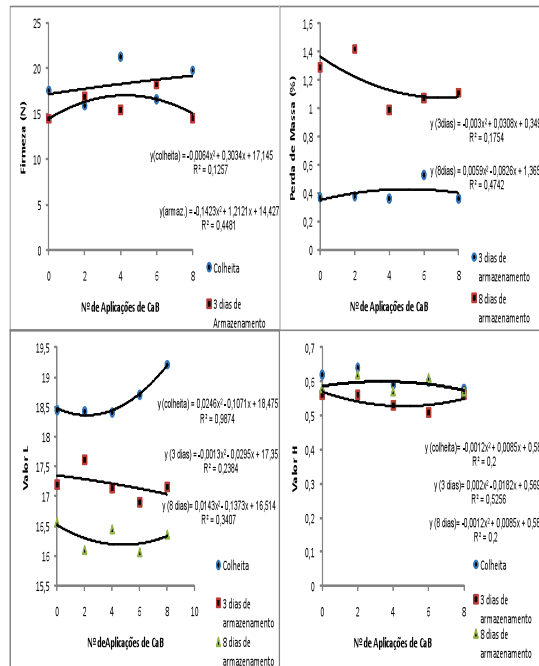 Firmeza (N)
25
20
15
10
5
0
0
2
4
6
8
y(colheita) = -0,0064x² + 0,3034x + 17,145
R² = 0,1257
y(armaz.) = -0,1423x² + 1,2121x + 14,427
R² = 0,4481
Colheita
3 dias de
Armazenamento
Nº de Aplicações de CaB
Perda de Massa (%)
1,6
1,4
1,2
1
0,8
0,6
0,4
0,2
0
0
2
4
6
8
y (3dias) = -0,003x² + 0,0308x + 0,349
R² = 0,1754
y (8dias) = 0,0059x² - 0,0826x + 1,365
R² = 0,4742
3 dias de
armazenamento
8 dias de
armazenamento
Nº de Aplicações de CaB
Valor L
19,5
19
18,5
18
17,5
17
16,5
16
15,5
0
2
4
6
8
10
y(colheita) = 0,0246x² - 0,1071x + 18,475
R² = 0,9874
y (3 dias) = -0,0013x² - 0,0295x + 17,35
R² = 0,2384
y (8 dias) = 0,0143x² - 0,1373x + 16,514
R² = 0,3407
Colheita
3 dias de
armazenamento
8 dias de
armazenamento
Nº de Aplicações de CaB
Valor H
0,7
0,6
0,5
0,4
0,3
0,2
0,1
0
0
2
4
6
8
y(colheita)= -0,0012x² + 0,0085x + 0,58
R² = 0,2
y (3 dias)= 0,002x² - 0,0182x + 0,569
R² = 0,5256
y (8 dias)= -0,0012x² + 0,0085x + 0,58
R² = 0,2
Colheita
3 dias de
armazenamento
8 dias de
armazenamento
Nº de Aplicações de CaB